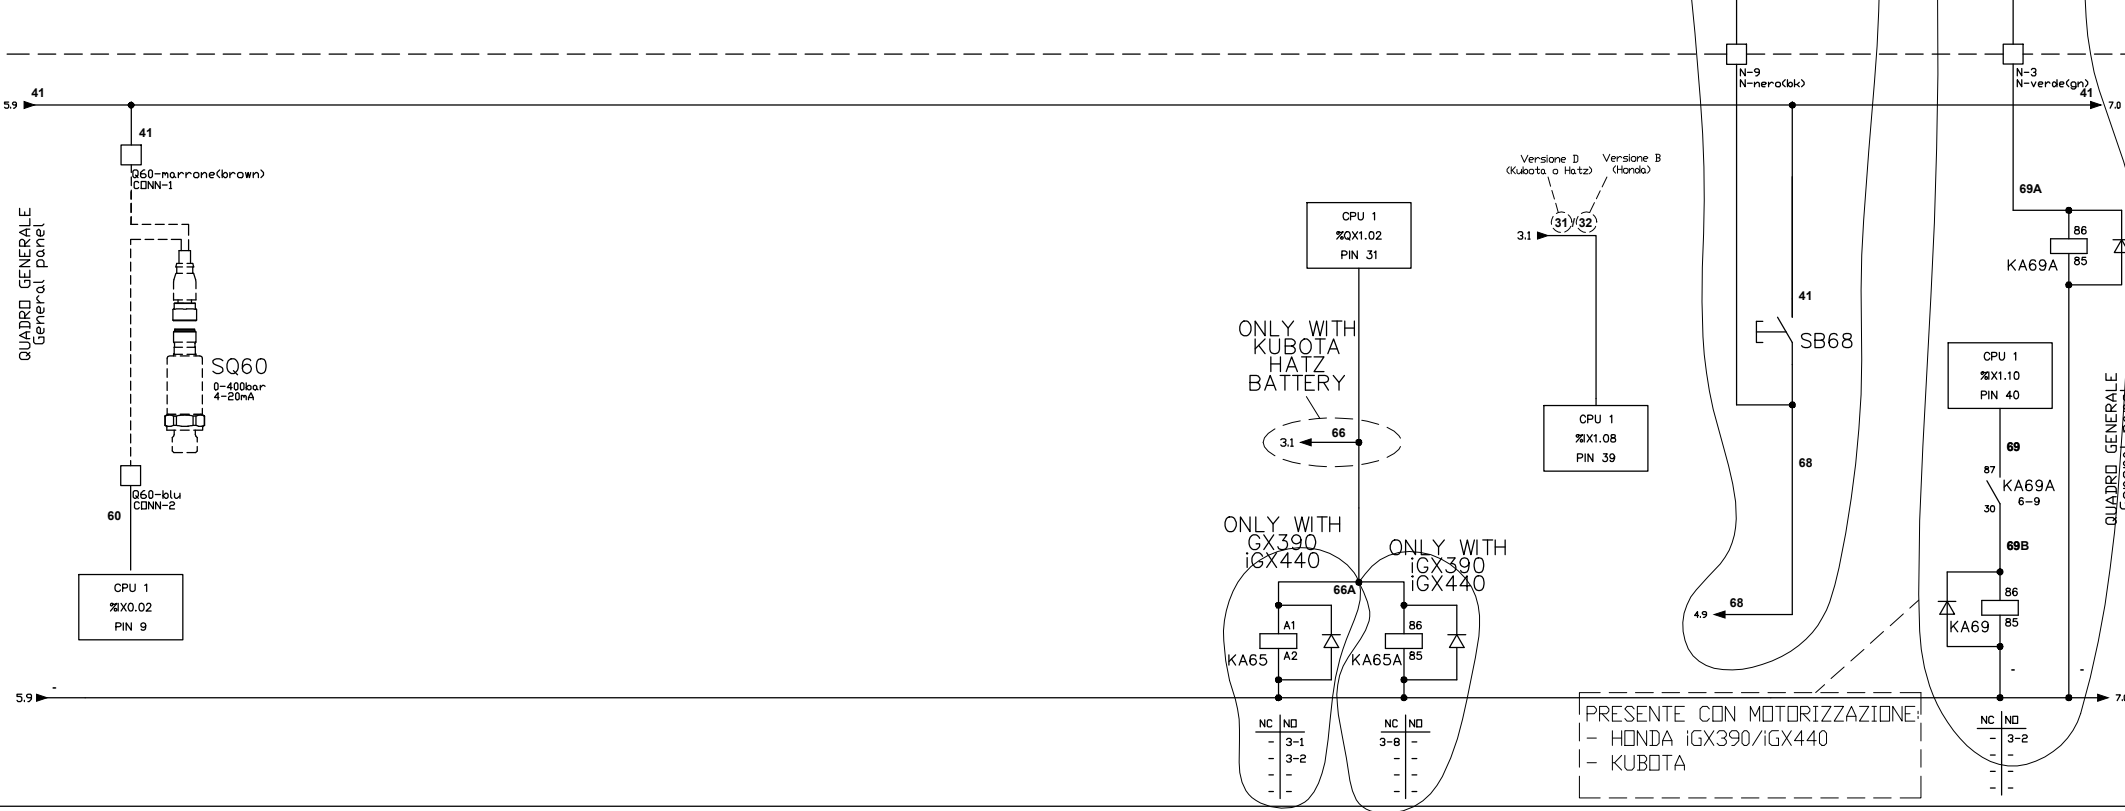 N-9
N-nero(bk)
N-3
N-verde(gn)
5.9
41
41
7.0
41
Q60-marrone(brown)
CONN-1
QUADRO GENERALE
General panel
SQ60
0-400bar
4-20mA
Q60-blu
CONN-2
60
CPU 1
%IX0.02
PIN 9
CPU 1
%QX1.02
PIN 31
ONLY WITH
KUBOTA
HATZ
BATTERY
3.1
66
ONLY WITH
GX390
iGX440
ONLY WITH
iGX390
iGX440
66A
A1
A2
KA65
86
85
KA65A
Versione D
(Kubota o Hatz)
Versione B
(Honda)
31
/
32
3.1
CPU 1
%IX1.08
PIN 39
41
SB68
68
4.9
68
69A
86
85
KA69A
CPU 1
%IX1.10
PIN 40
69
87
KA69A
6-9
30
69B
86
85
KA69
QUADRO GENERALE
5.9
-
-
-
7.0
NC NO
- 3-1
- 3-2
- -
- -
NC NO
3-8 -
- -
- -
- -
PRESENTE CON MOTORIZZAZIONE:
- HONDA iGX390/iGX440
- KUBOTA
NC NO
- 3-2
- -
- -
- -